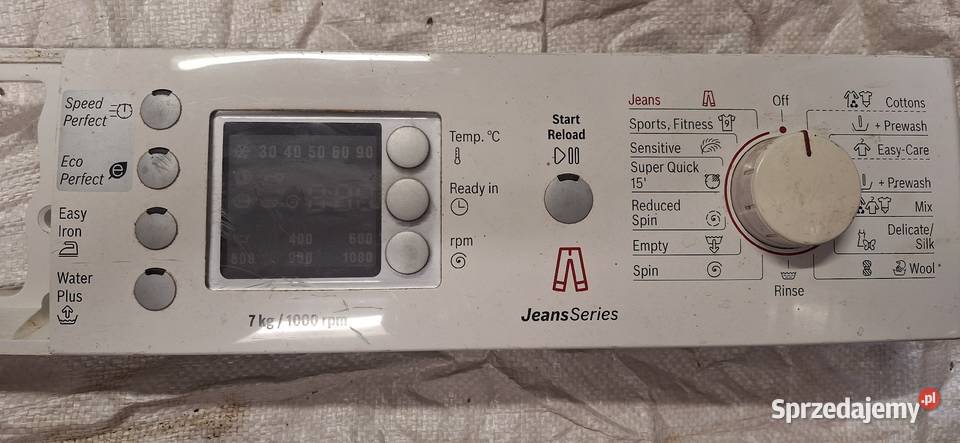 Speed
Perfect
Eco
Perfect
e
Easy
Iron
Water
Plus
30 40 50 60 90
400 600
800 900 1000
7 kg / 1000 rpm
Temp. °C
Ready in
rpm
Start
Reload
JeansSeries
Jeans
Sports, Fitness
Sensitive
Super Quick
15'
Reduced
Spin
Empty
Spin
Off
Rinse
Cottons
+ Prewash
Easy-Care
+ Prewash
Mix
Delicate/
Silk
Wool*
Sprzedajemy.pl